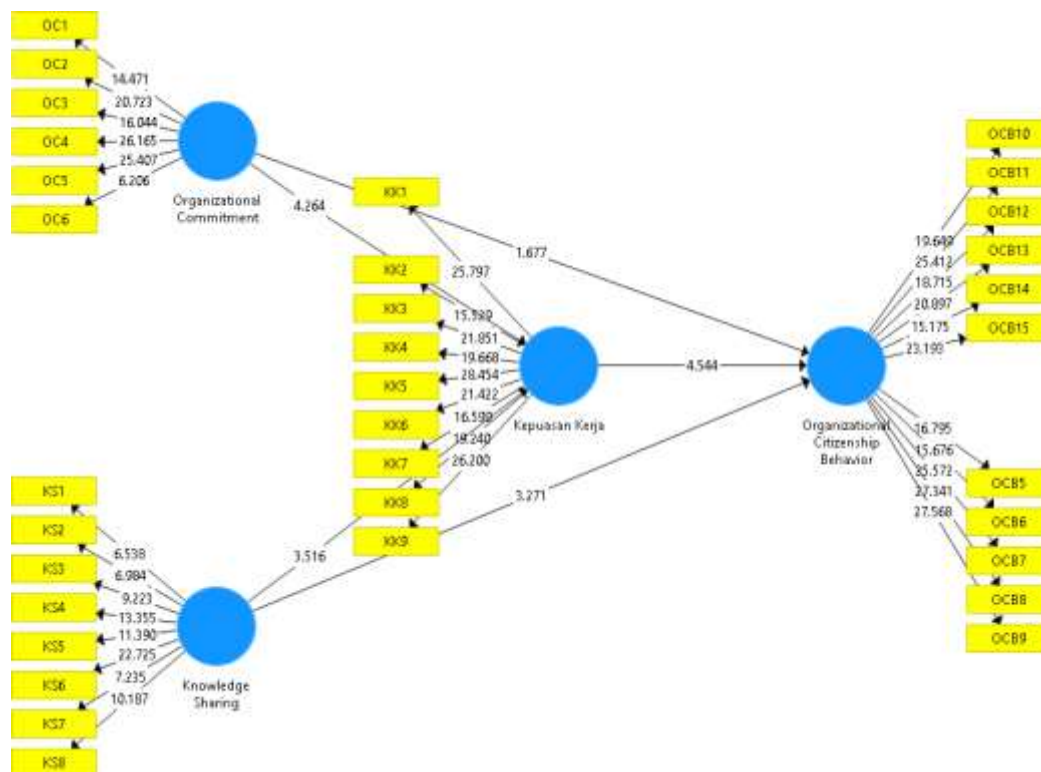 OC1
OC2
OC3
OC4
OC5
OC6
14.471
20.723
16.044
26.165
25.407
6.206
Organizational
Commitment
4.264
1.677
KK1
KK2
KK3
KK4
KK5
KK6
KK7
KK8
KK9
25.797
21.851
19.668
28.454
21.422
16.590
19.240
26.200
Kepuasan Kerja
4.544
3.516
3.271
OCB10
OCB11
OCB12
OCB13
OCB14
OCB15
19.649
25.412
18.715
20.897
15.175
23.193
Organizational
Citizenship
Behavior
16.795
15.676
25.572
27.341
27.568
OCB5
OCB6
OCB7
OCB8
OCB9
KS1
KS2
KS3
KS4
KS5
KS6
KS7
KS8
6.538
6.984
9.223
13.355
11.390
22.725
7.235
10.187
Knowledge
Sharing